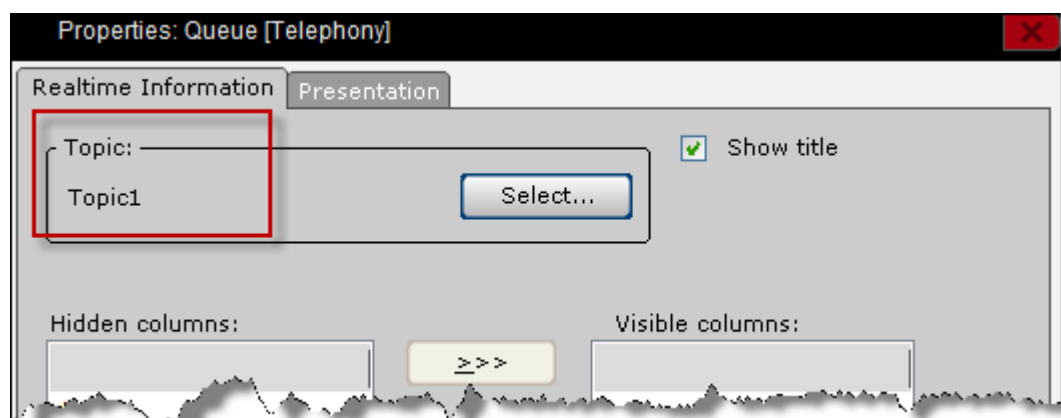 Properties: Queue [Telephony]
Realtime Information Presentation
Topic:
Show title
Topic1
Select...
Hidden columns:
Visible columns:
>>>